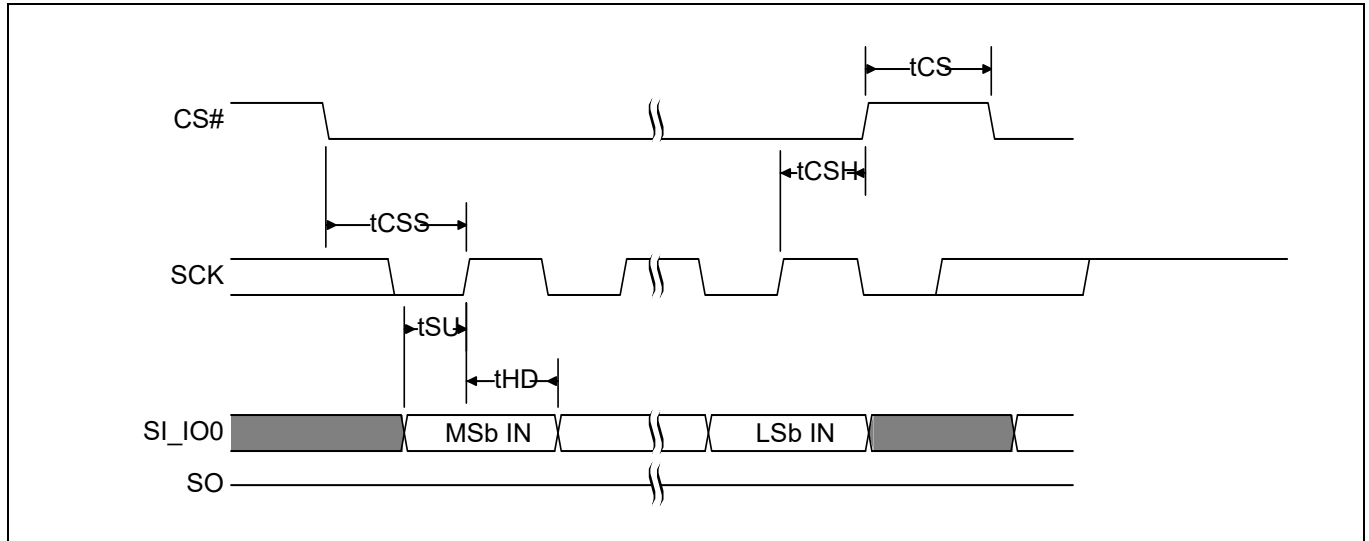 tCS
CS#
tCSH
tCSS
SCK
tSU
tHD
SI_IO0
MSb IN
LSb IN
SO